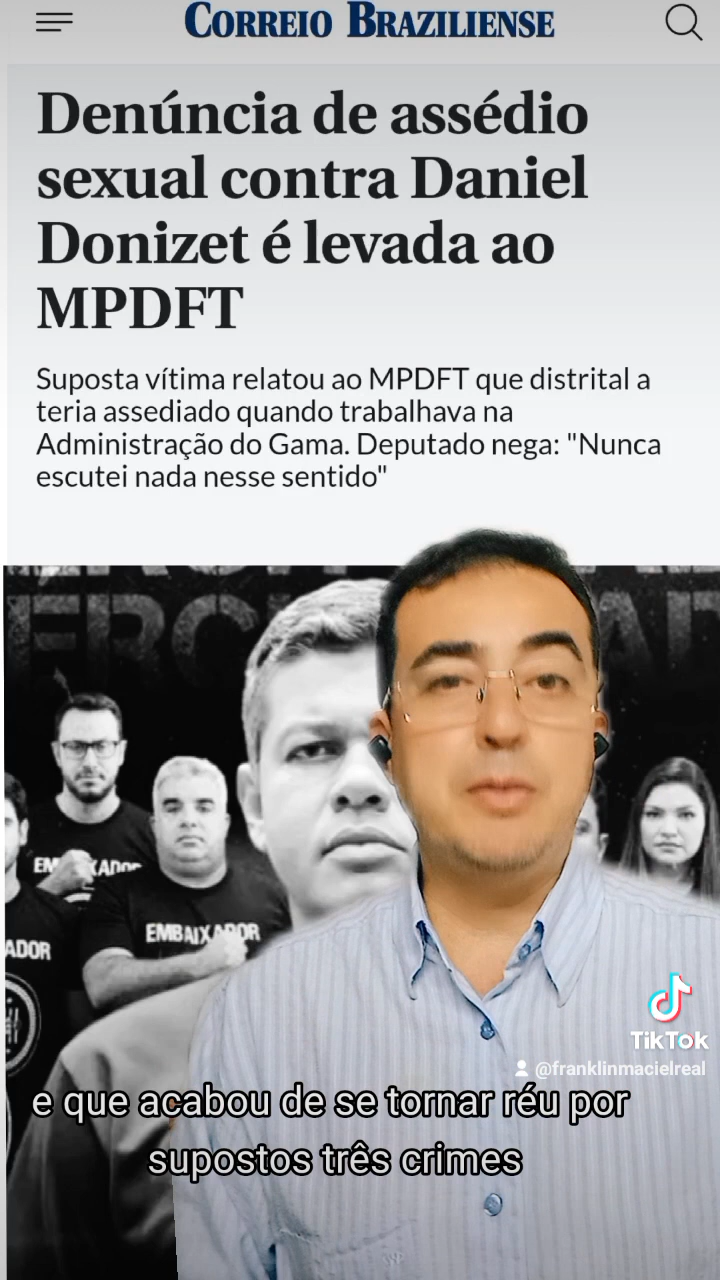 CORREIO BRAZILIENSE
Denúncia de assédio
sexual contra Daniel
Donizet é levada ao
MPDFT
Suposta vítima relatou ao MPDFT que distrital a
teria assediado quando trabalhava na
Administração do Gama. Deputado nega: "Nunca
escutei nada nesse sentido"
EMBAIXADOR
EMBAIXADOR
ADOR
TikTok
@franklinmacielreal
e que acabou de se tornar réu por
supostos três crimes